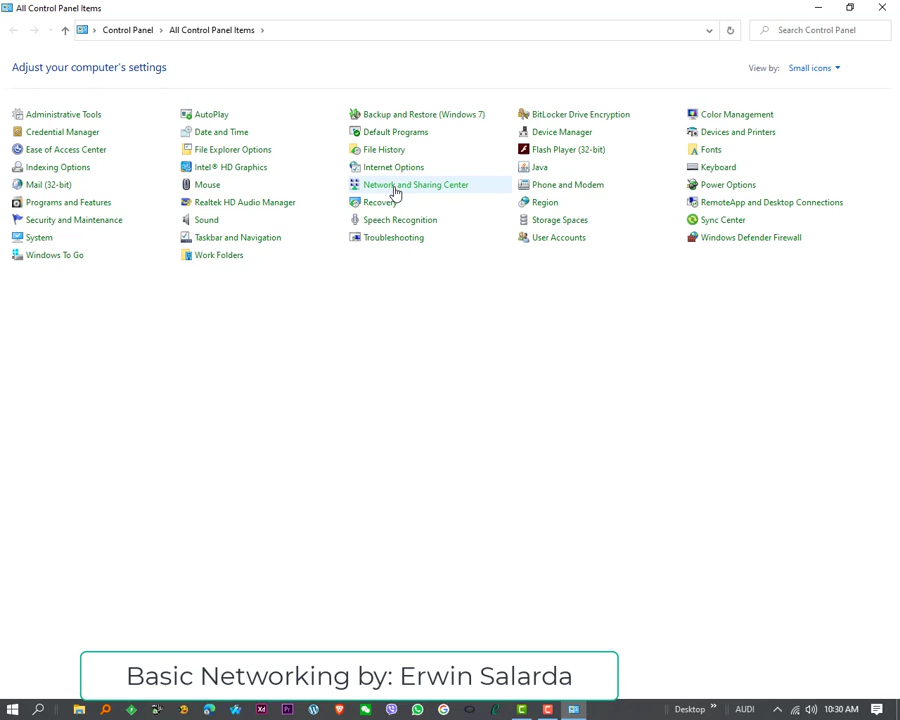 All Control Panel Items
Control Panel > All Control Panel Items >
Search Control Panel
Adjust your computer's settings
View by: Small icons
Administrative Tools AutoPlay Backup and Restore (Windows 7) BitLocker Drive Encryption Color Management
Credential Manager Date and Time Default Programs Device Manager Devices and Printers
Ease of Access Center File Explorer Options File History Flash Player (32-bit) Fonts
Indexing Options Intel® HD Graphics Internet Options Java Keyboard
Mail (32-bit) Mouse Network and Sharing Center Phone and Modem Power Options
Programs and Features Realtek HD Audio Manager Recovery Region RemoteApp and Desktop Connections
Security and Maintenance Sound Speech Recognition Storage Spaces Sync Center
System Taskbar and Navigation Troubleshooting User Accounts Windows Defender Firewall
Windows To Go Work Folders
Basic Networking by: Erwin Salarda
Xd Pr Desktop » AUDI 10:30 AM